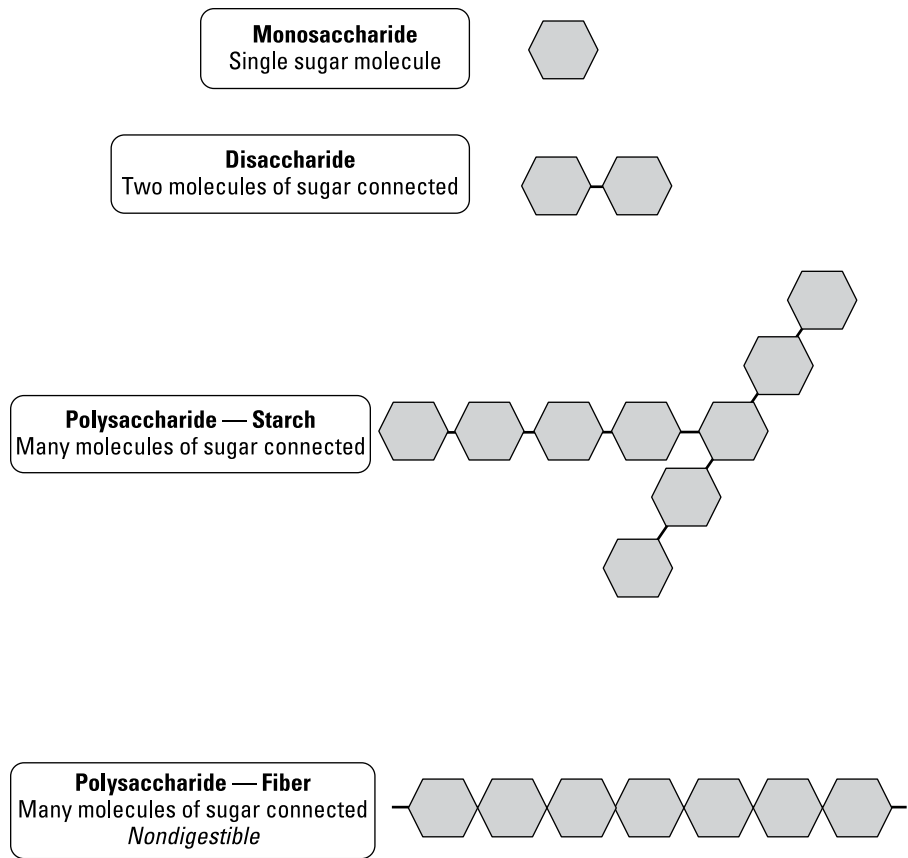 Monosaccharide
Single sugar molecule
Disaccharide
Two molecules of sugar connected
Polysaccharide — Starch
Many molecules of sugar connected
Polysaccharide — Fiber
Many molecules of sugar connected
Nondigestible